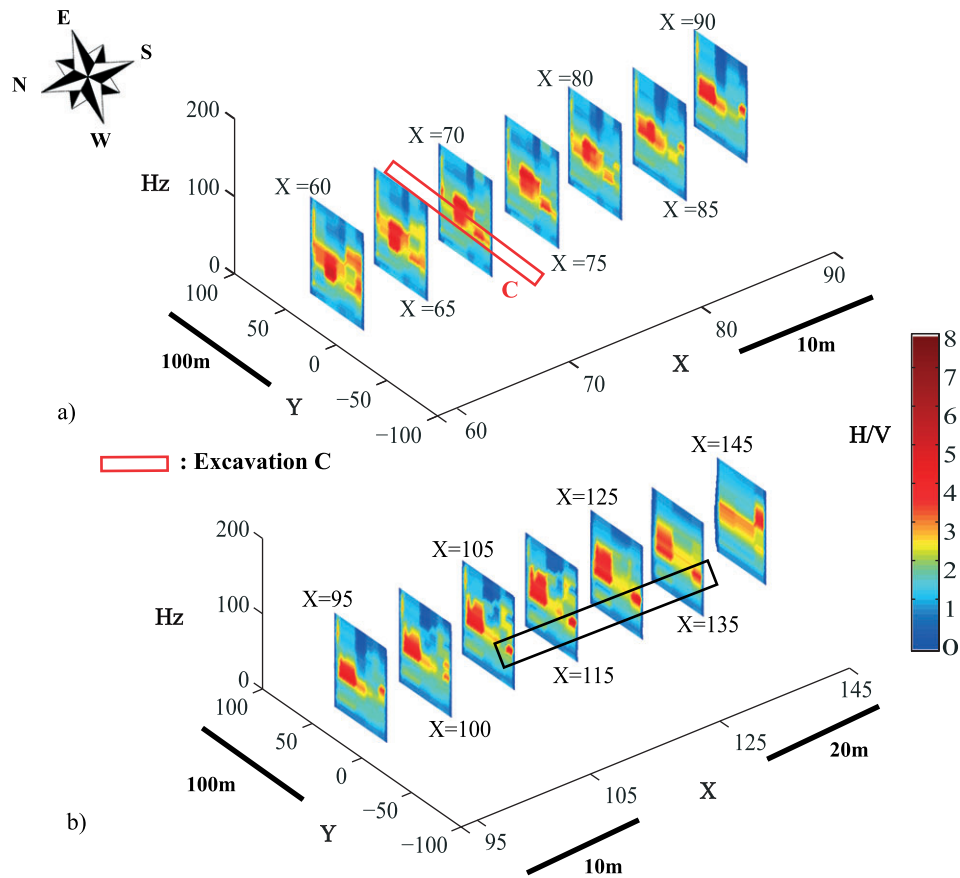 E
S
N
W
X =90
X =80
X =70
X =60
200
Hz
100
0
X =85
X =75
X =65
C
100
50
0
−50
−100
100m
Y
60
70
80
90
X
10m
a)
: Excavation C
H/V
8
7
6
5
4
3
2
1
0
X=145
X=125
X=105
X=95
200
Hz
100
0
X=135
X=115
X=100
100
50
0
−50
−100
100m
Y
95
105
125
145
X
20m
10m
b)